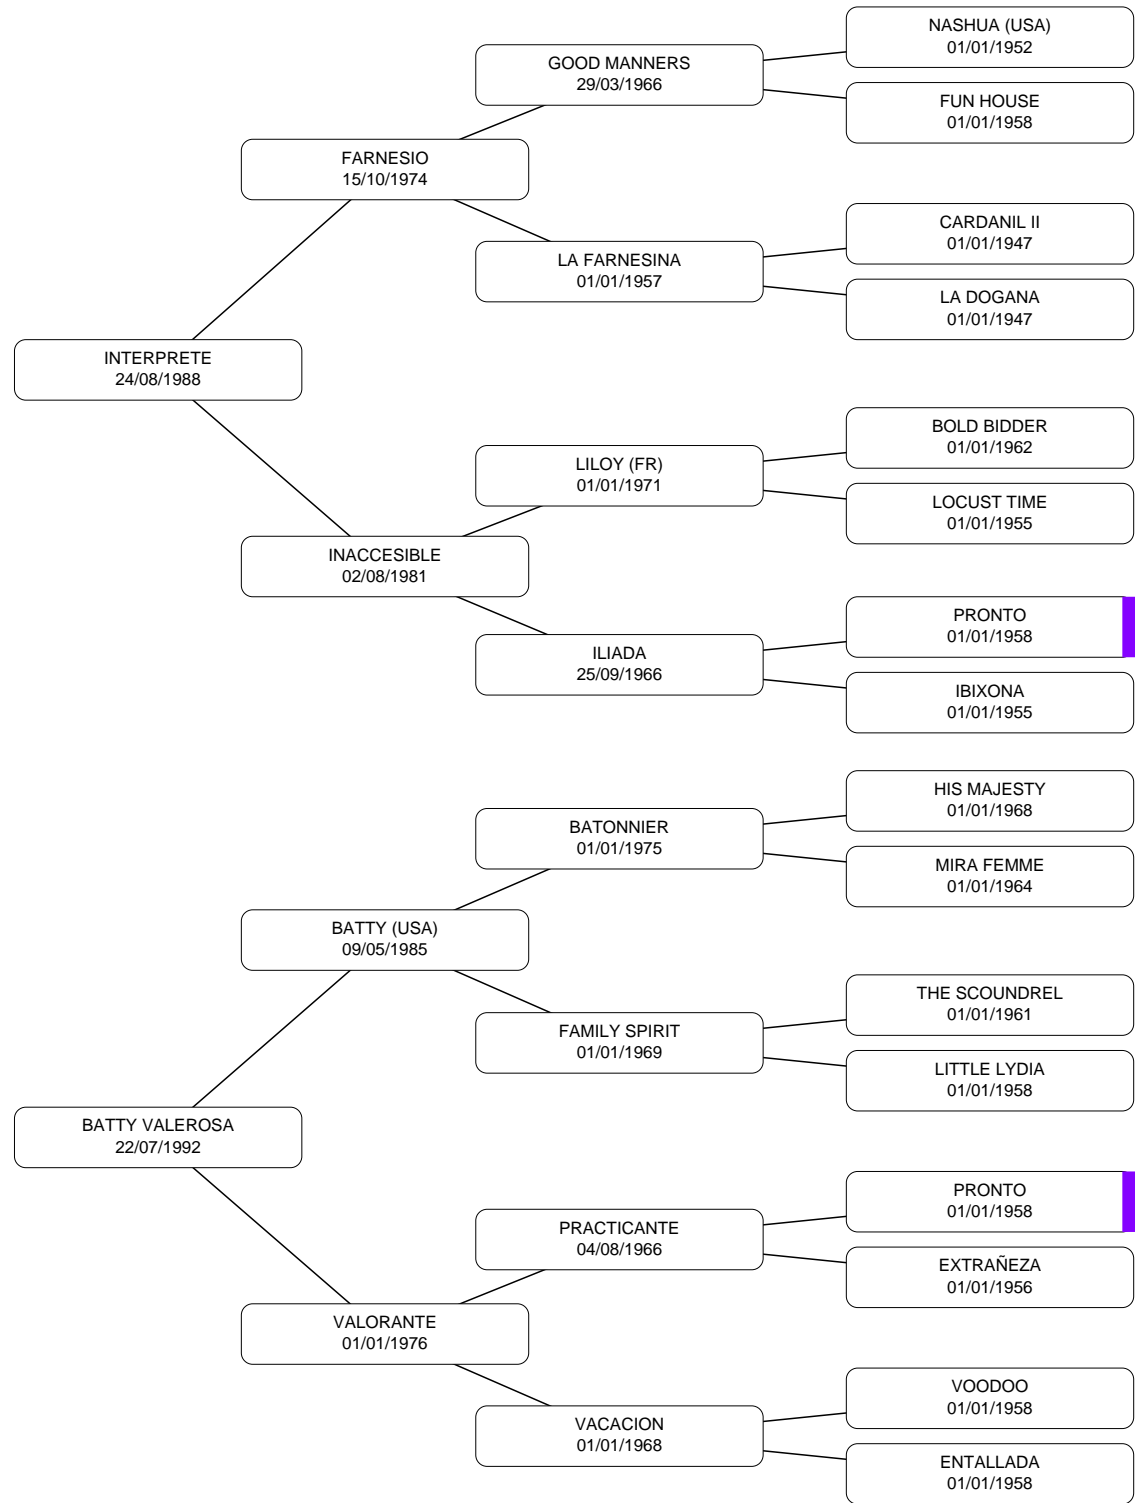 NASHUA (USA)
01/01/1952
GOOD MANNERS
29/03/1966
FUN HOUSE
01/01/1958
FARNESIO
15/10/1974
CARDANIL II
01/01/1947
LA FARNESINA
01/01/1957
LA DOGANA
01/01/1947
INTERPRETE
24/08/1988
BOLD BIDDER
01/01/1962
LILOY (FR)
01/01/1971
LOCUST TIME
01/01/1955
INACCESIBLE
02/08/1981
PRONTO
01/01/1958
ILIADA
25/09/1966
IBIXONA
01/01/1955
HIS MAJESTY
01/01/1968
BATONNIER
01/01/1975
MIRA FEMME
01/01/1964
BATTY (USA)
09/05/1985
THE SCOUNDREL
01/01/1961
FAMILY SPIRIT
01/01/1969
LITTLE LYDIA
01/01/1958
BATTY VALEROSA
22/07/1992
PRONTO
01/01/1958
PRACTICANTE
04/08/1966
EXTRAÑEZA
01/01/1956
VALORANTE
01/01/1976
VOODOO
01/01/1958
VACACION
01/01/1968
ENTALLADA
01/01/1958